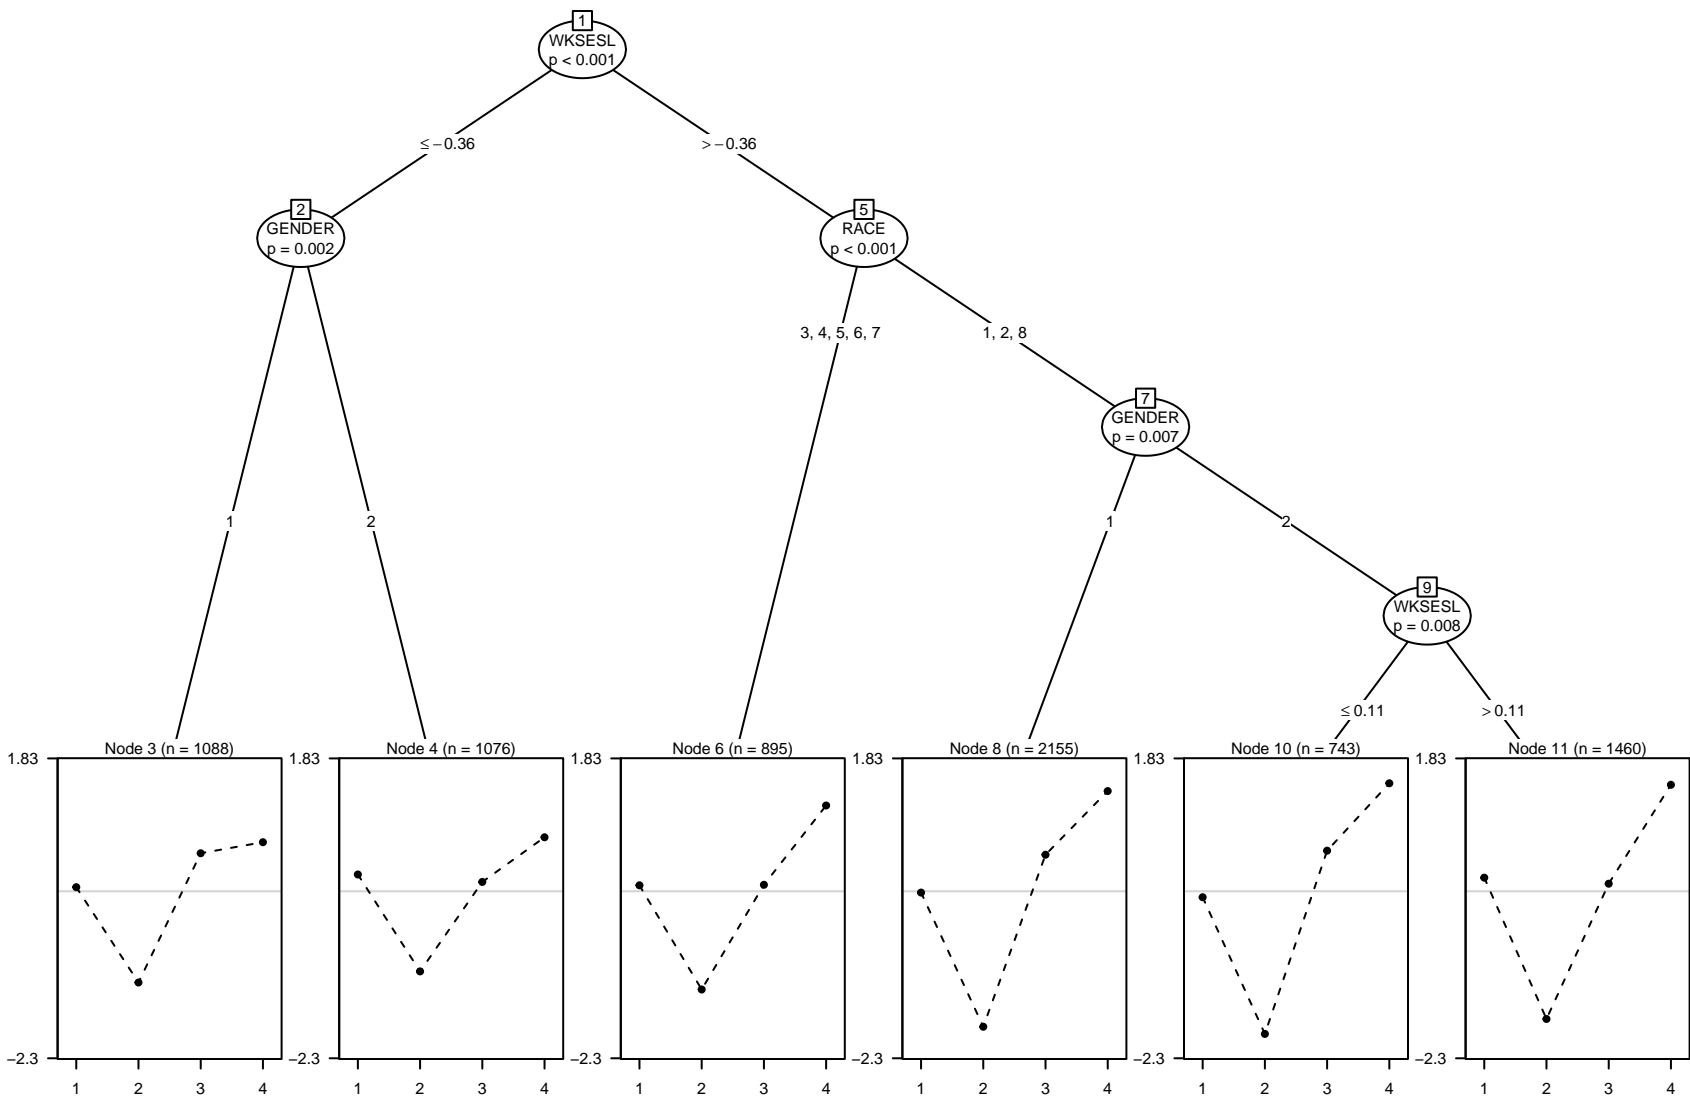 1
WKSESL
p < 0.001
≤ −0.36
> −0.36
2
GENDER
p = 0.002
5
RACE
p < 0.001
3, 4, 5, 6, 7
1, 2, 8
7
GENDER
p = 0.007
1
2
1
2
9
WKSESL
p = 0.008
≤ 0.11
> 0.11
Node 3 (n = 1088)
1.83
−2.3
1 2 3 4
Node 4 (n = 1076)
1.83
−2.3
1 2 3 4
Node 6 (n = 895)
1.83
−2.3
1 2 3 4
Node 8 (n = 2155)
1.83
−2.3
1 2 3 4
Node 10 (n = 743)
1.83
−2.3
1 2 3 4
Node 11 (n = 1460)
1.83
−2.3
1 2 3 4